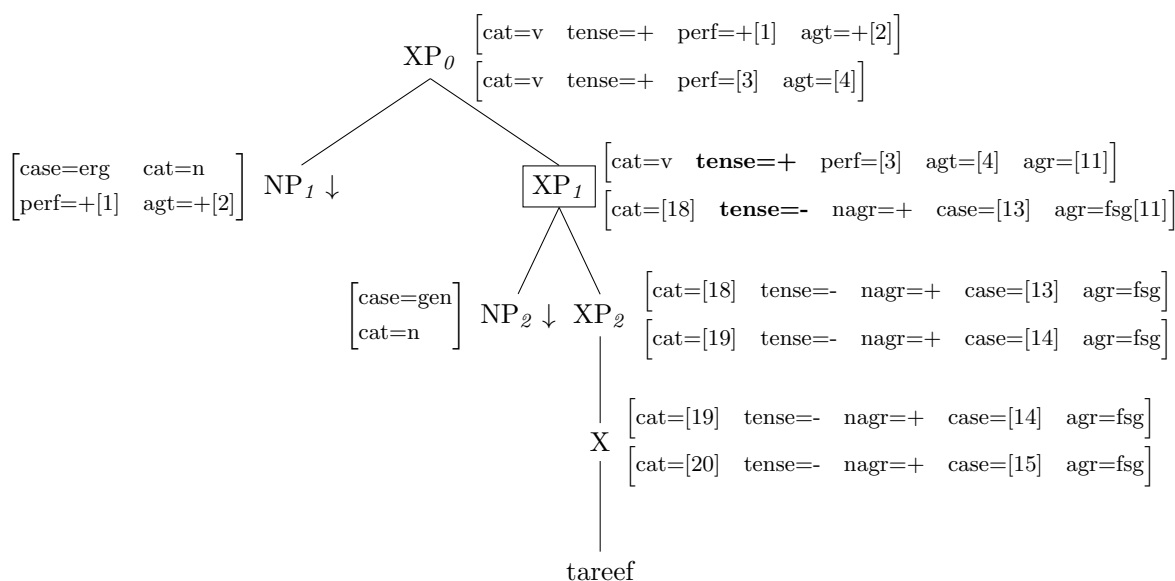 XP0 [cat=v tense=+ perf=+[1] agt=+[2]]
[cat=v tense=+ perf=[3] agt=[4]]
[case=erg cat=n
perf=+[1] agt=+[2]] NP1 ↓
XP1 [cat=v tense=+ perf=[3] agt=[4] agr=[11]]
[cat=[18] tense=- nagr=+ case=[13] agr=fsg[11]]
[case=gen
cat=n] NP2 ↓
XP2 [cat=[18] tense=- nagr=+ case=[13] agr=fsg]
[cat=[19] tense=- nagr=+ case=[14] agr=fsg]
X [cat=[19] tense=- nagr=+ case=[14] agr=fsg]
[cat=[20] tense=- nagr=+ case=[15] agr=fsg]
tareef